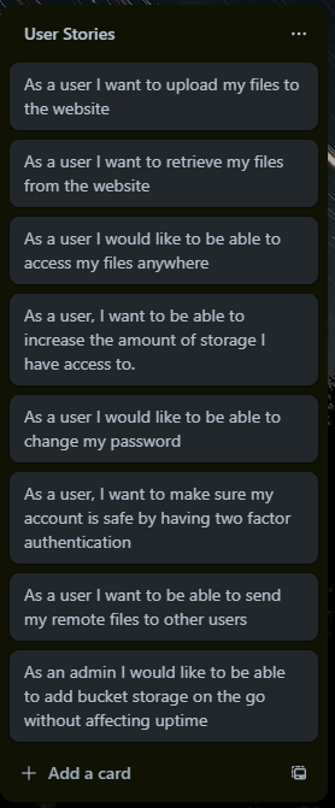 User Stories
As a user I want to upload my files to
the website
As a user I want to retrieve my files
from the website
As a user I would like to be able to
access my files anywhere
As a user, I want to be able to
increase the amount of storage I
have access to.
As a user I would like to be able to
change my password
As a user, I want to make sure my
account is safe by having two factor
authentication
As a user I want to be able to send
my remote files to other users
As an admin I would like to be able
to add bucket storage on the go
without affecting uptime
Add a card